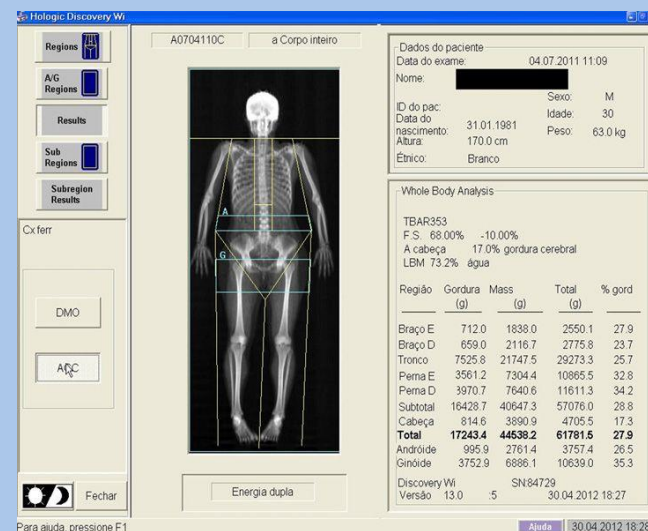 Hologic Discovery Wi
Regions
A/G
Regions
Results
Sub
Regions
Subregion
Results
Cx ferr
DMO
Fechar
A0704110C
a Corpo inteiro
A
G
Energia dupla
Dados do paciente
Data do exame: 04.07.2011 11:09
Nome:
Sexo: M
ID do pac:
Idade: 30
Data do
nascimento: 31.01.1981
Peso: 63.0 kg
Altura: 170.0 cm
Étnico: Branco
Whole Body Analysis
TBAR353
F.S. 68.00% -10.00%
A cabeça 17.0% gordura cerebral
LBM 73.2% água
Região Gordura Mass Total % gord
(g) (g) (g)
Braço E 712.0 1838.0 2550.1 27.9
Braço D 659.0 2116.7 2775.8 23.7
Tronco 7525.8 21747.5 29273.3 25.7
Perna E 3561.2 7304.4 10865.5 32.8
Perna D 3970.7 7640.6 11611.3 34.2
Subtotal 16428.7 40647.3 57076.0 28.8
Cabeça 814.6 3890.9 4705.5 17.3
Total 17243.4 44538.2 61781.5 27.9
Andróide 995.9 2761.4 3757.4 26.5
Ginóide 3752.9 6886.1 10639.0 35.3
Discovery Wi SN:84729
Versão 13.0 :5 30.04.2012 18:27
Para ajuda, pressione F1
Ajuda 30.04.2012 18:28